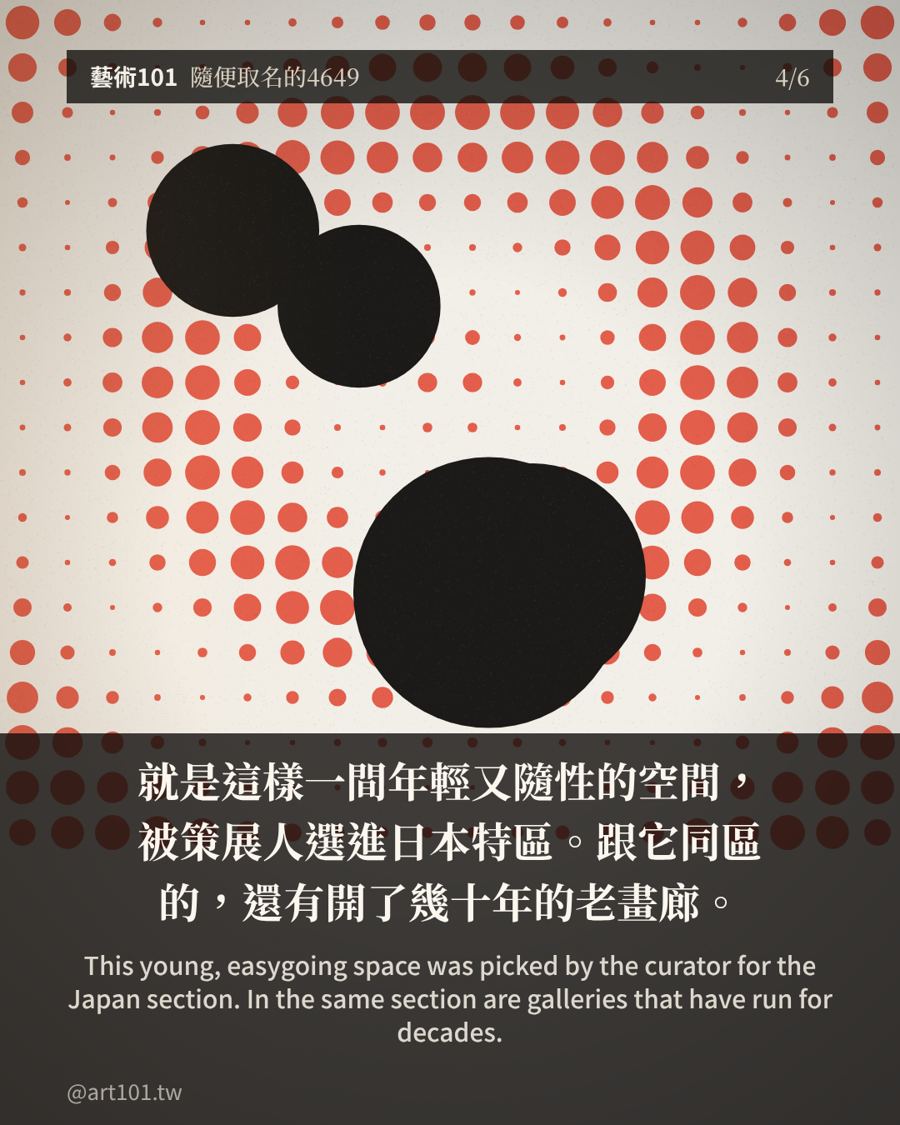 藝術101 隨便取名的4649 4/6
就是這樣一間年輕又隨性的空間，
被策展人選進日本特區。跟它同區
的，還有開了幾十年的老畫廊。
This young, easygoing space was picked by the curator for the
Japan section. In the same section are galleries that have run for
decades.
@art101.tw